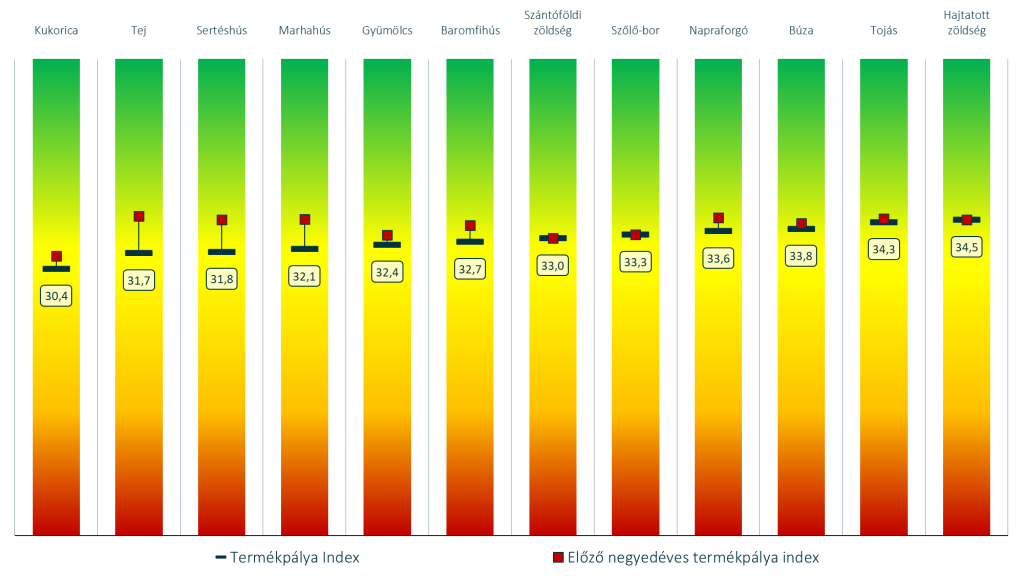 Kukorica
Tej
Sertéshús
Marhahús
Gyümölcs
Baromfihús
Szántóföldi
zöldség
Szőlő-bor
Napraforgó
Búza
Tojás
Hajtatott
zöldség
30,4
31,7
31,8
32,1
32,4
32,7
33,0
33,3
33,6
33,8
34,3
34,5
Termékpálya Index
Előző negyedéves termékpálya index